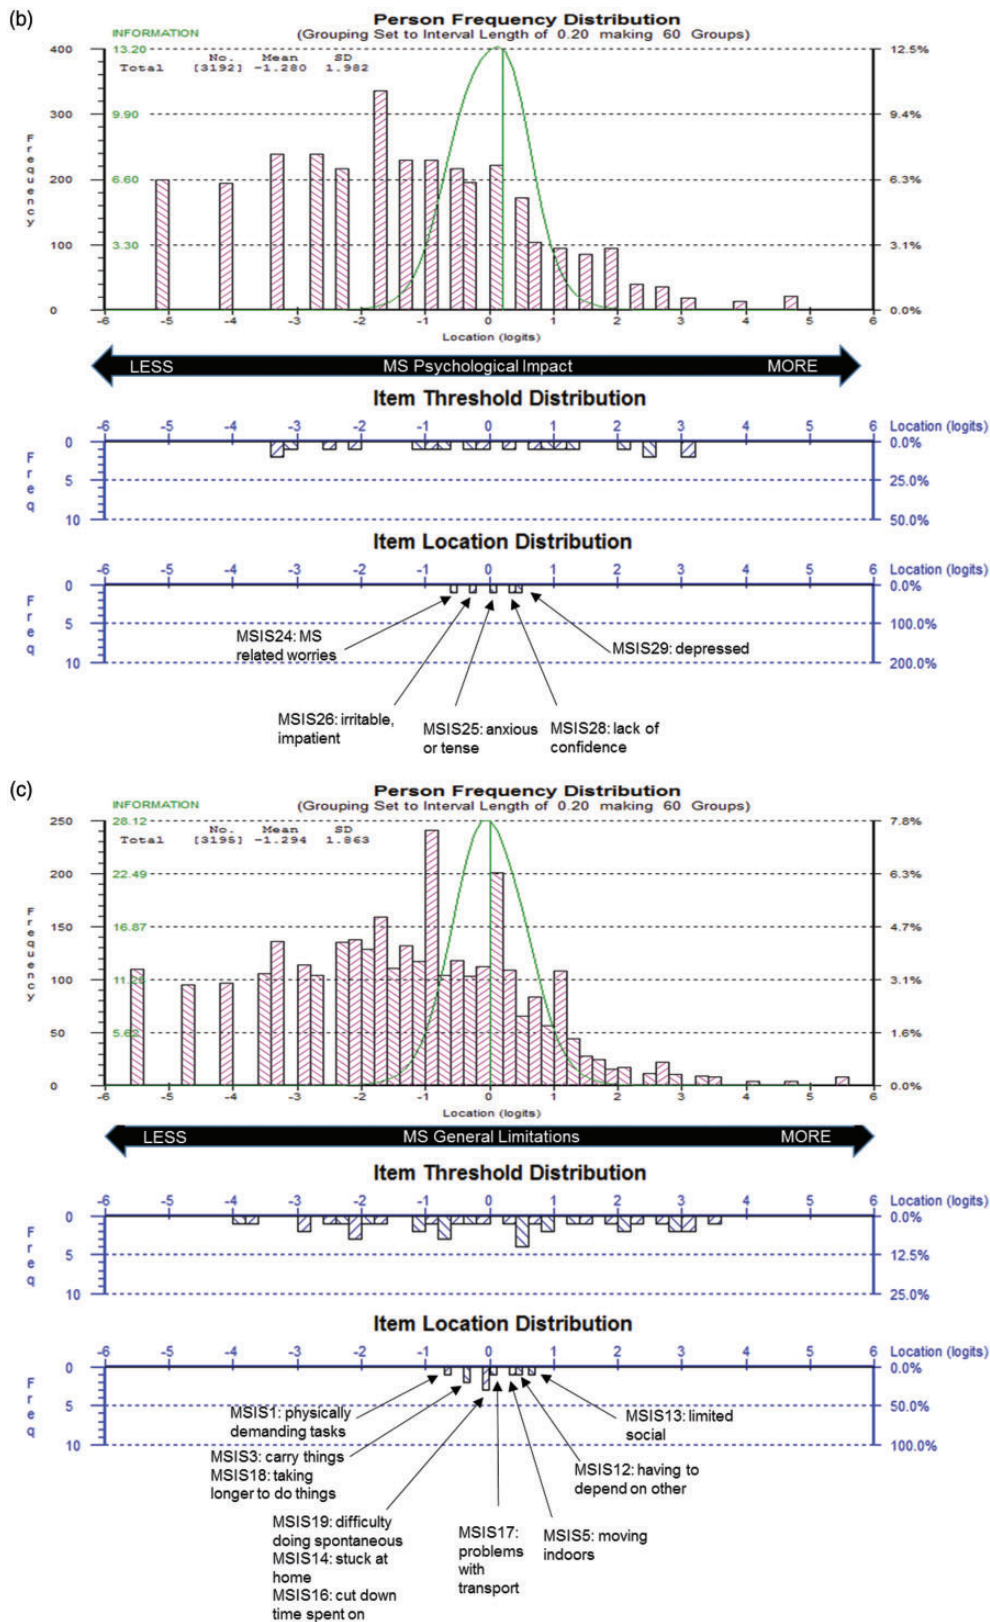 (b)
Person Frequency Distribution
(Grouping Set to Interval Length of 0.20 making 60 Groups)
INFORMATION
No. Mean SD
Total [3192] -1.280 1.982
400 13.20 12.5%
300 9.90 9.4%
200 6.60 6.3%
100 3.30 3.1%
0 0.0%
Frequency
-6 -5 -4 -3 -2 -1 0 1 2 3 4 5 6
Location (logits)
LESS MS Psychological Impact MORE
Item Threshold Distribution
-6 -5 -4 -3 -2 -1 0 1 2 3 4 5 6 Location (logits)
0 0.0%
5 25.0%
10 50.0%
Freq
Item Location Distribution
-6 -5 -4 -3 -2 -1 0 1 2 3 4 5 6 Location (logits)
0 0.0%
5 100.0%
10 200.0%
Freq
MSIS24: MS
related worries
MSIS29: depressed
MSIS26: irritable,
impatient
MSIS25: anxious
or tense
MSIS28: lack of
confidence
(c)
Person Frequency Distribution
(Grouping Set to Interval Length of 0.20 making 60 Groups)
INFORMATION
No. Mean SD
Total [3195] -1.294 1.863
250 28.12 7.8%
200 22.49 6.3%
150 16.87 4.7%
100 3.1%
50 1.6%
0 0.0%
Frequency
-6 -5 -4 -3 -2 -1 0 1 2 3 4 5 6
Location (logits)
LESS MS General Limitations MORE
Item Threshold Distribution
-6 -5 -4 -3 -2 -1 0 1 2 3 4 5 6 Location (logits)
0 0.0%
5 12.5%
10 25.0%
Freq
Item Location Distribution
-6 -5 -4 -3 -2 -1 0 1 2 3 4 5 6 Location (logits)
0 0.0%
5 50.0%
10 100.0%
Freq
MSIS1: physically
demanding tasks
MSIS3: carry things
MSIS18: taking
longer to do things
MSIS19: difficulty
doing spontaneous
MSIS14: stuck at
home
MSIS16: cut down
time spent on
MSIS17:
problems
with
transport
MSIS5: moving
indoors
MSIS12: having to
depend on other
MSIS13: limited
social